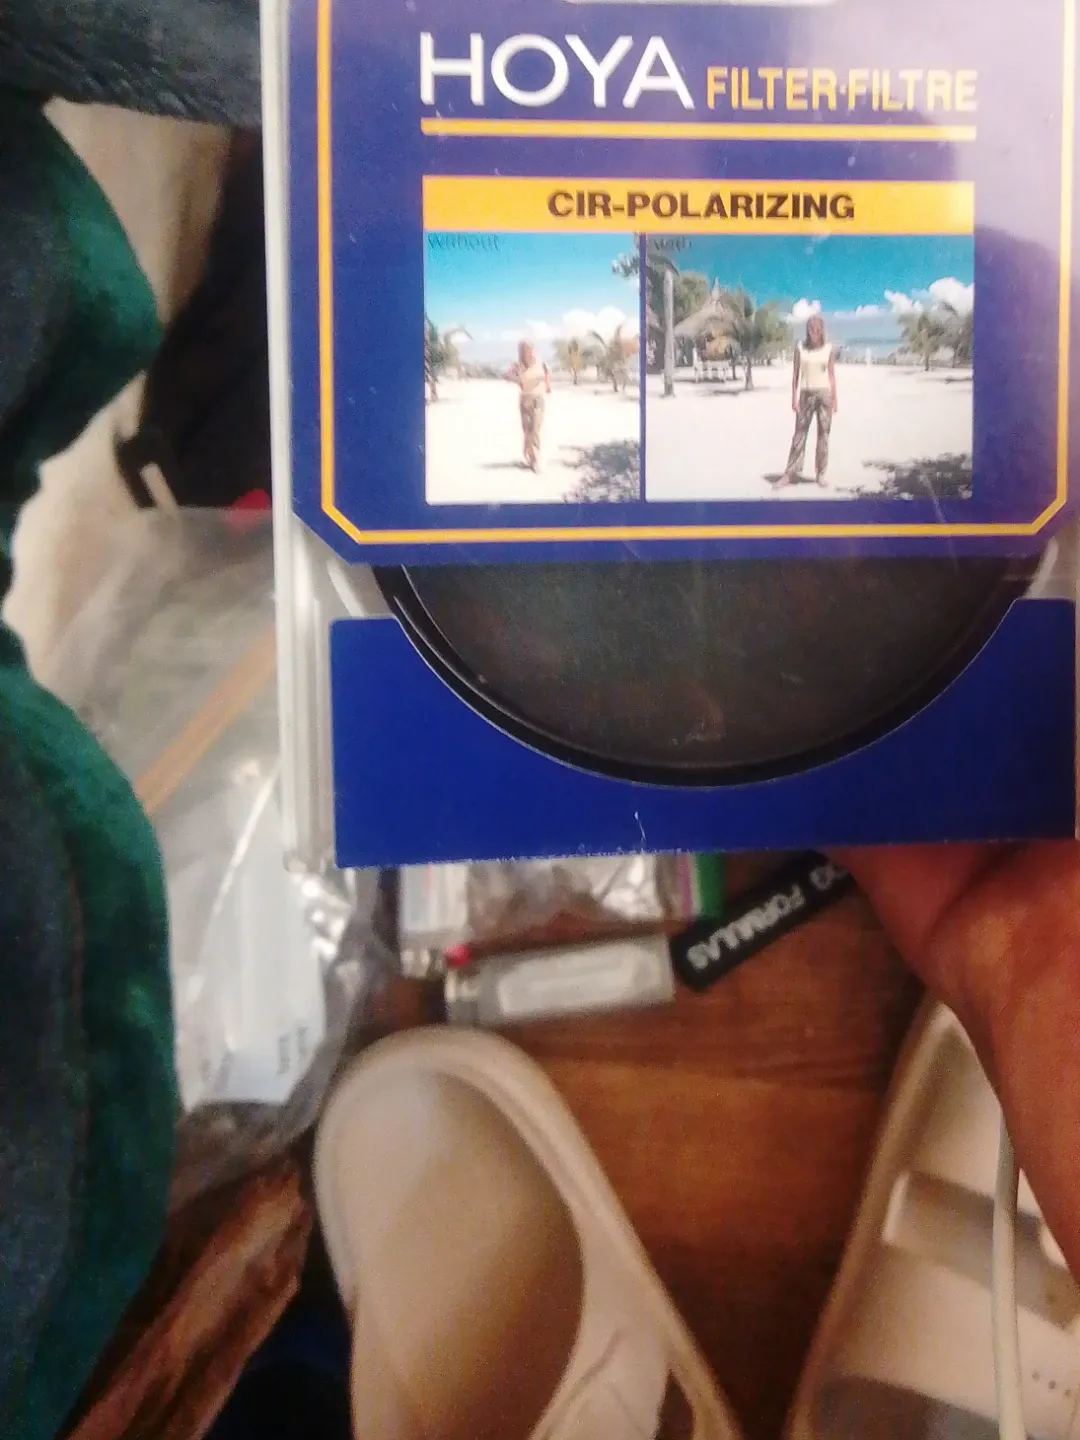 HOYA FILTER·FILTRE
CIR-POLARIZING
Without with
FORMULAS